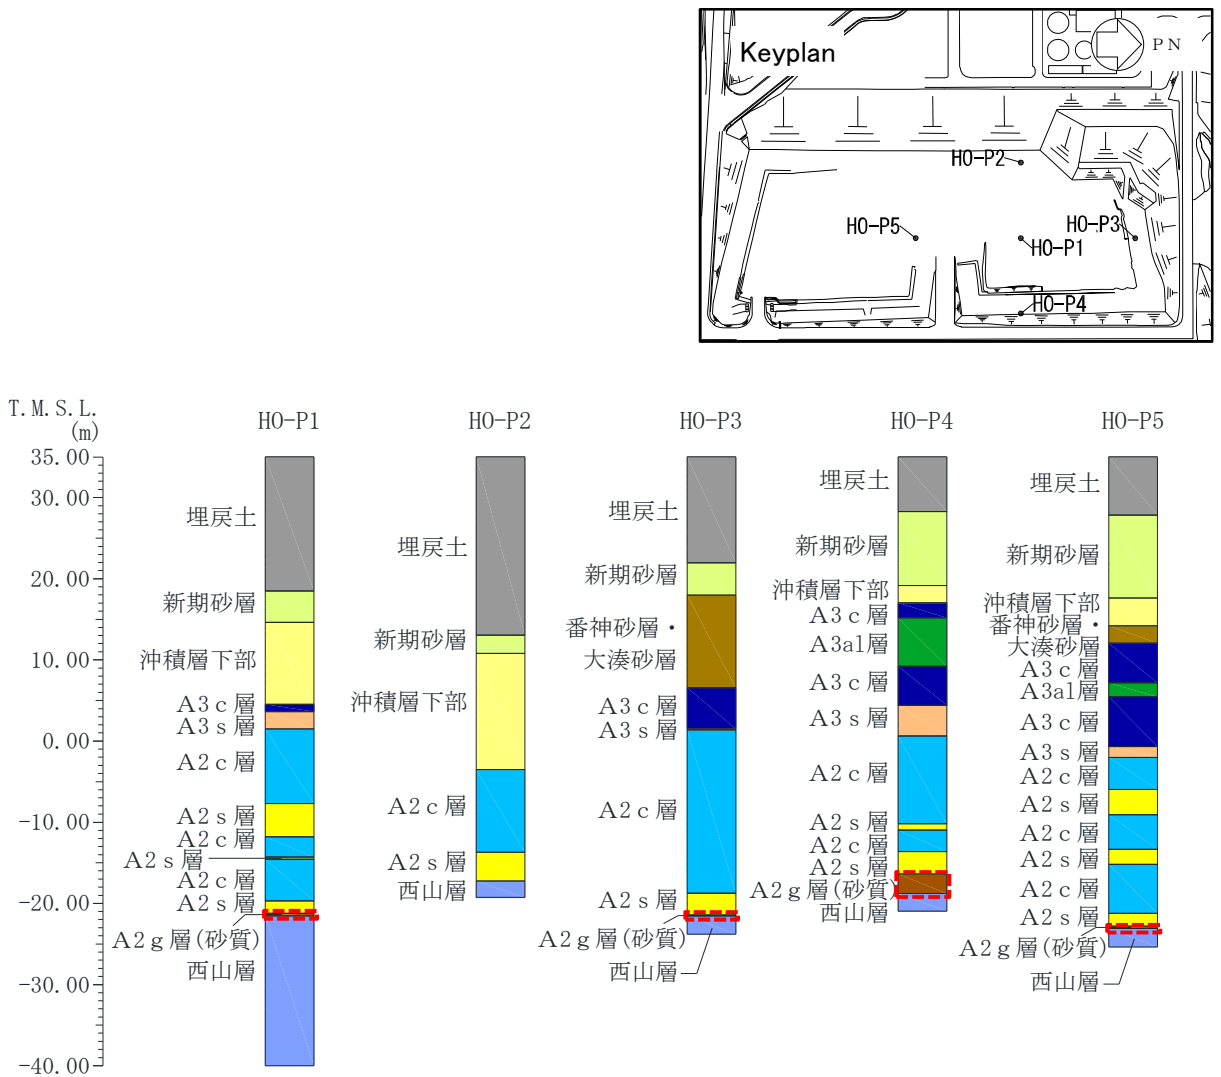 Keyplan
PN
HO-P2
HO-P5
HO-P3
HO-P1
HO-P4
T.M.S.L.
(m)
35.00
30.00
20.00
10.00
0.00
-10.00
-20.00
-30.00
-40.00
HO-P1
埋戻土
新期砂層
沖積層下部
A3c層
A3s層
A2c層
A2s層
A2c層
A2s層
A2c層
A2s層
A2g層(砂質)
西山層
HO-P2
埋戻土
新期砂層
沖積層下部
A2c層
A2s層
西山層
HO-P3
埋戻土
新期砂層
番神砂層・
大湊砂層
A3c層
A3s層
A2c層
A2s層
A2g層(砂質)
西山層
HO-P4
埋戻土
新期砂層
沖積層下部
A3c層
A3al層
A3c層
A3s層
A2c層
A2s層
A2c層
A2s層
A2g層(砂質)
西山層
HO-P5
埋戻土
新期砂層
沖積層下部
番神砂層・
大湊砂層
A3c層
A3al層
A3c層
A3s層
A2c層
A2s層
A2c層
A2s層
A2c層
A2s層
A2g層(砂質)
西山層